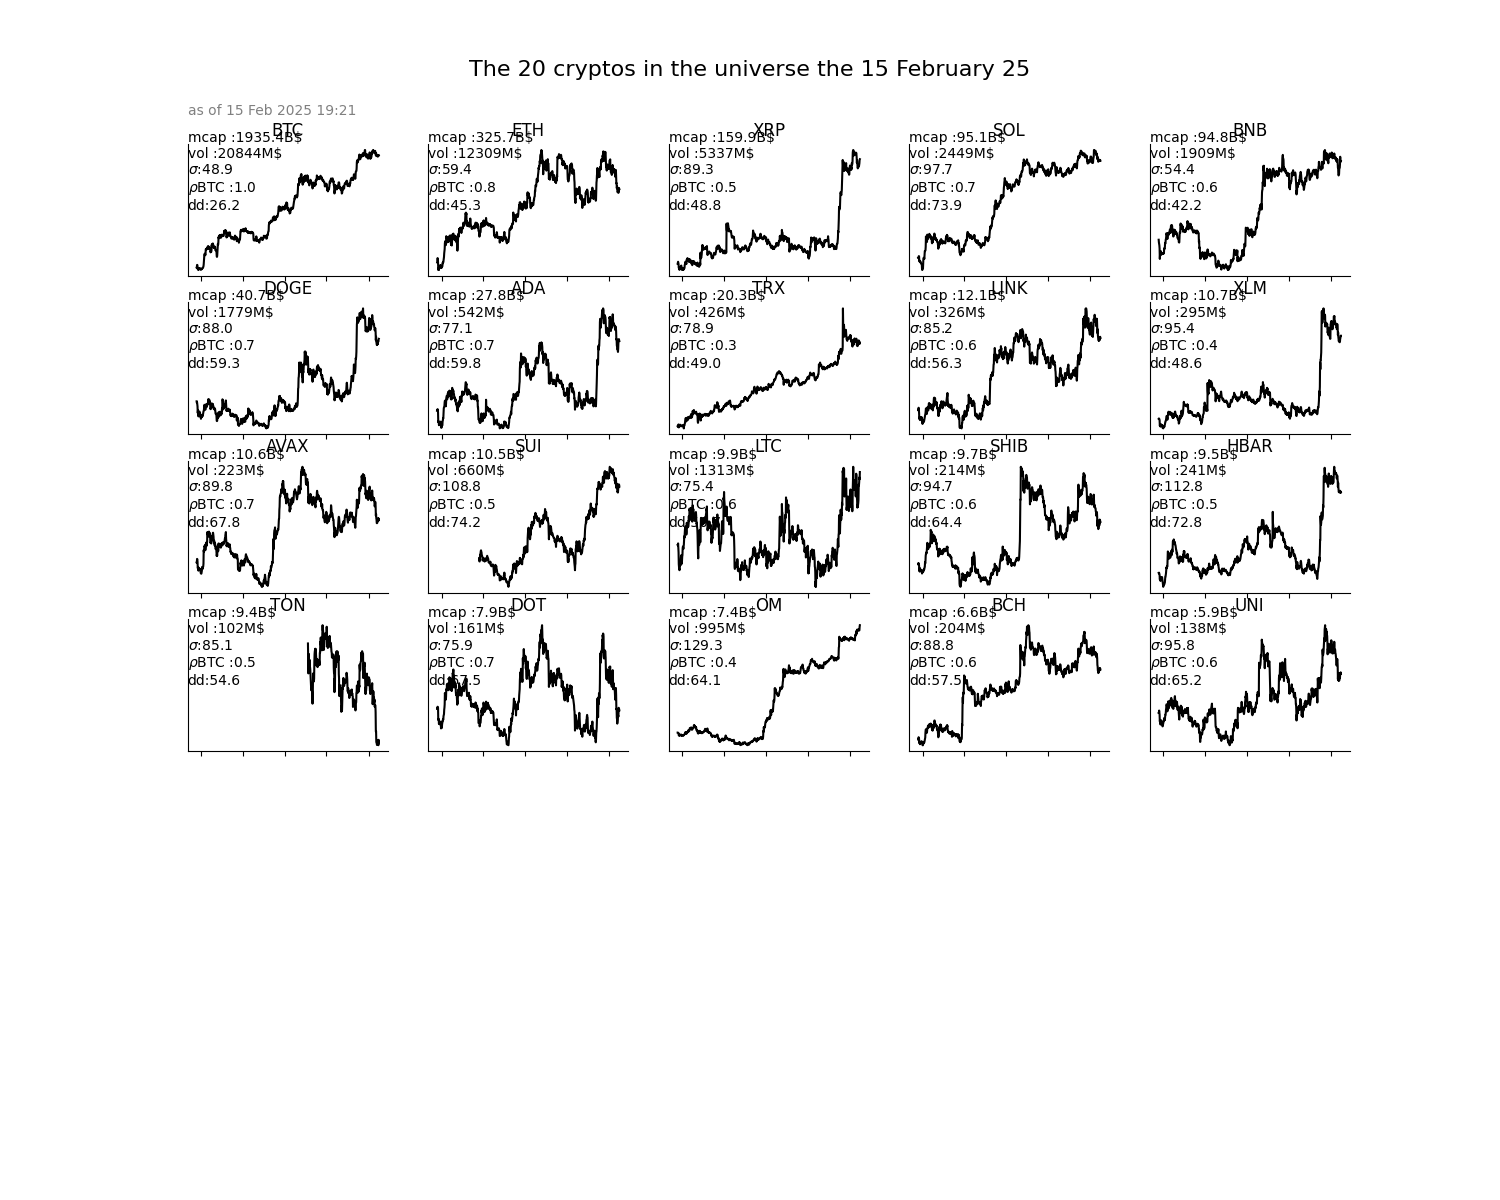 The 20 cryptos in the universe the 15 February 25
as of 15 Feb 2025 19:21
BTC
mcap :1935.4B$
vol :20844M$
σ:48.9
ρBTC :1.0
dd:26.2
ETH
mcap :325.7B$
vol :12309M$
σ:59.4
ρBTC :0.8
dd:45.3
XRP
mcap :159.9B$
vol :5337M$
σ:89.3
ρBTC :0.5
dd:48.8
SOL
mcap :95.1B$
vol :2449M$
σ:97.7
ρBTC :0.7
dd:73.9
BNB
mcap :94.8B$
vol :1909M$
σ:54.4
ρBTC :0.6
dd:42.2
DOGE
mcap :40.7B$
vol :1779M$
σ:88.0
ρBTC :0.7
dd:59.3
ADA
mcap :27.8B$
vol :542M$
σ:77.1
ρBTC :0.7
dd:59.8
TRX
mcap :20.3B$
vol :426M$
σ:78.9
ρBTC :0.3
dd:49.0
LINK
mcap :12.1B$
vol :326M$
σ:85.2
ρBTC :0.6
dd:56.3
XLM
mcap :10.7B$
vol :295M$
σ:95.4
ρBTC :0.4
dd:48.6
AVAX
mcap :10.6B$
vol :223M$
σ:89.8
ρBTC :0.7
dd:67.8
SUI
mcap :10.5B$
vol :660M$
σ:108.8
ρBTC :0.5
dd:74.2
LTC
mcap :9.9B$
vol :1313M$
σ:75.4
ρBTC :0.6
SHIB
mcap :9.7B$
vol :214M$
σ:94.7
ρBTC :0.6
dd:64.4
HBAR
mcap :9.5B$
vol :241M$
σ:112.8
ρBTC :0.5
dd:72.8
TON
mcap :9.4B$
vol :102M$
σ:85.1
ρBTC :0.5
dd:54.6
DOT
mcap :7.9B$
vol :161M$
σ:75.9
ρBTC :0.7
dd:67.5
OM
mcap :7.4B$
vol :995M$
σ:129.3
ρBTC :0.4
dd:64.1
BCH
mcap :6.6B$
vol :204M$
σ:88.8
ρBTC :0.6
dd:57.5
UNI
mcap :5.9B$
vol :138M$
σ:95.8
ρBTC :0.6
dd:65.2